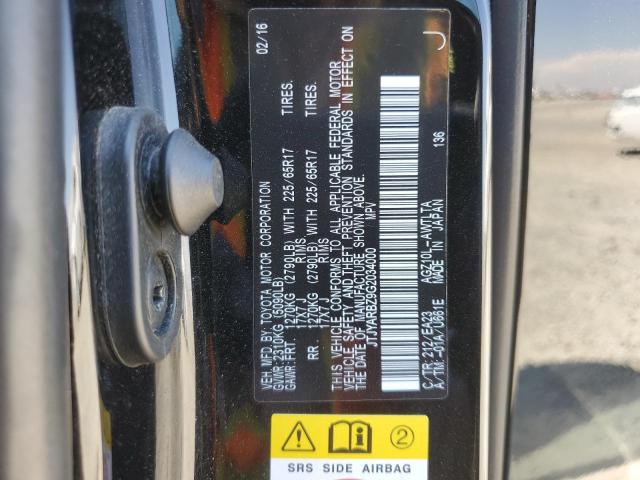 VEH. MFD. BY: TOYOTA MOTOR CORPORATION 02/16
GVWR: 2310KG (5090LB)
GAWR: FRT 1270KG (2790LB) WITH 225/65R17 TIRES.
17X7J RIMS
RR 1270KG (2790LB) WITH 225/65R17 TIRES.
17X7J RIMS
THIS VEHICLE CONFORMS TO ALL APPLICABLE FEDERAL MOTOR
VEHICLE SAFETY AND THEFT PREVENTION STANDARDS IN EFFECT ON
THE DATE OF MANUFACTURE SHOWN ABOVE.
JTJYARBZ9G2034000 MPV
C/TR: 212/EA23 AGZ10L-AWTLTA
A/TM: -01A/U661E MADE IN JAPAN 136
J
2
SRS SIDE AIRBAG